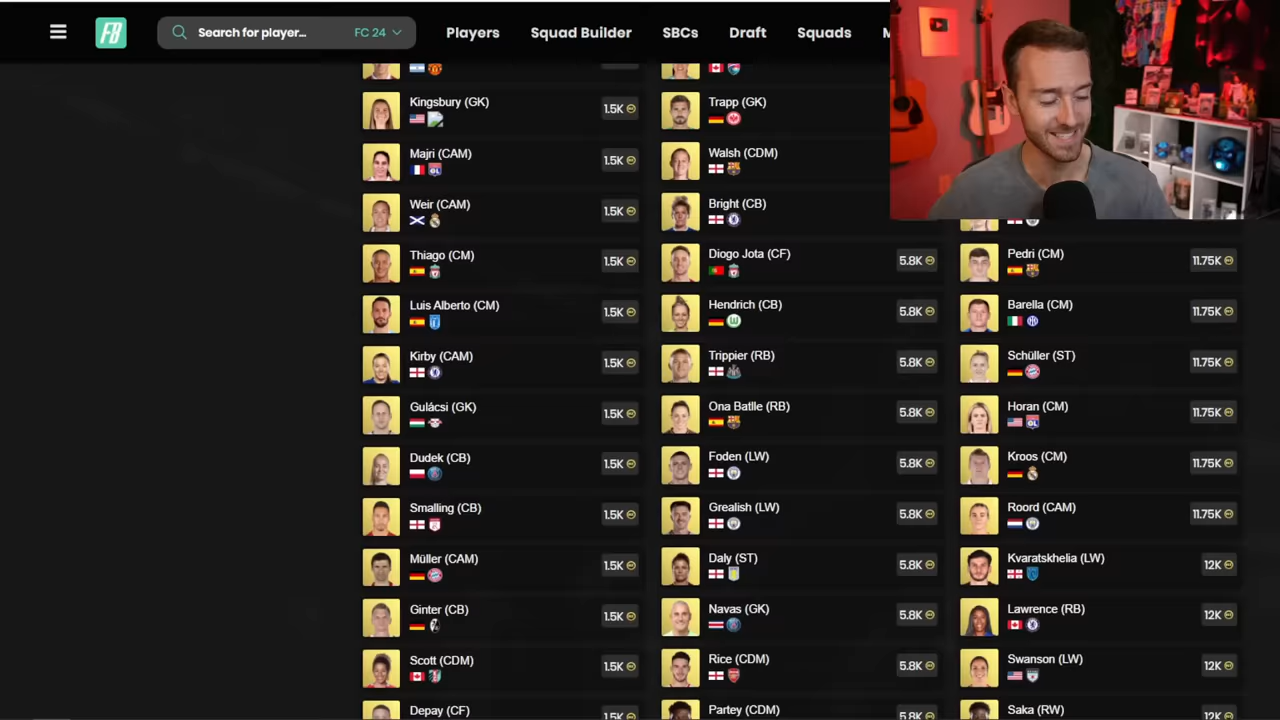 FB
Search for player...
FC 24
Players
Squad Builder
SBCs
Draft
Squads
Kingsbury (GK)
1.5K
Majri (CAM)
1.5K
Weir (CAM)
1.5K
Thiago (CM)
1.5K
Luis Alberto (CM)
1.5K
Kirby (CAM)
1.5K
Gulácsi (GK)
1.5K
Dudek (CB)
1.5K
Smalling (CB)
1.5K
Müller (CAM)
1.5K
Ginter (CB)
1.5K
Scott (CDM)
1.5K
Depay (CF)
1.5K
Trapp (GK)
Walsh (CDM)
Bright (CB)
Diogo Jota (CF)
5.8K
Hendrich (CB)
5.8K
Trippier (RB)
5.8K
Ona Batlle (RB)
5.8K
Foden (LW)
5.8K
Grealish (LW)
5.8K
Daly (ST)
5.8K
Navas (GK)
5.8K
Rice (CDM)
5.8K
Partey (CDM)
5.8K
Pedri (CM)
11.75K
Barella (CM)
11.75K
Schüller (ST)
11.75K
Horan (CM)
11.75K
Kroos (CM)
11.75K
Roord (CAM)
11.75K
Kvaratskhelia (LW)
12K
Lawrence (RB)
12K
Swanson (LW)
12K
Saka (RW)
12K